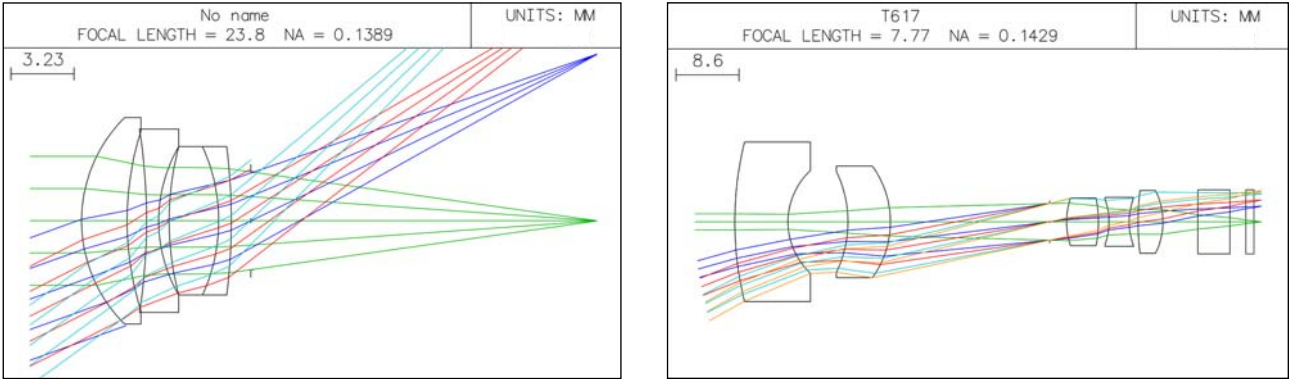 No name
FOCAL LENGTH = 23.8 NA = 0.1389
UNITS: MM
3.23
T617
FOCAL LENGTH = 7.77 NA = 0.1429
UNITS: MM
8.6